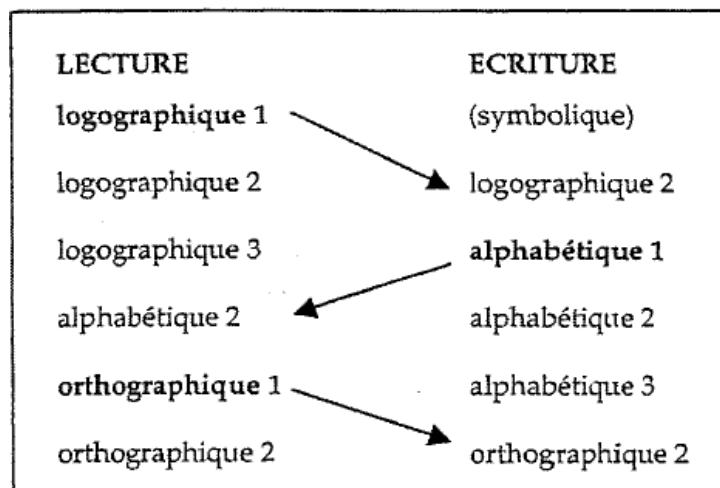 LECTURE ECRITURE
logographique 1 (symbolique)
logographique 2 logographique 2
logographique 3 alphabétique 1
alphabétique 2 alphabétique 2
orthographique 1 alphabétique 3
orthographique 2 orthographique 2